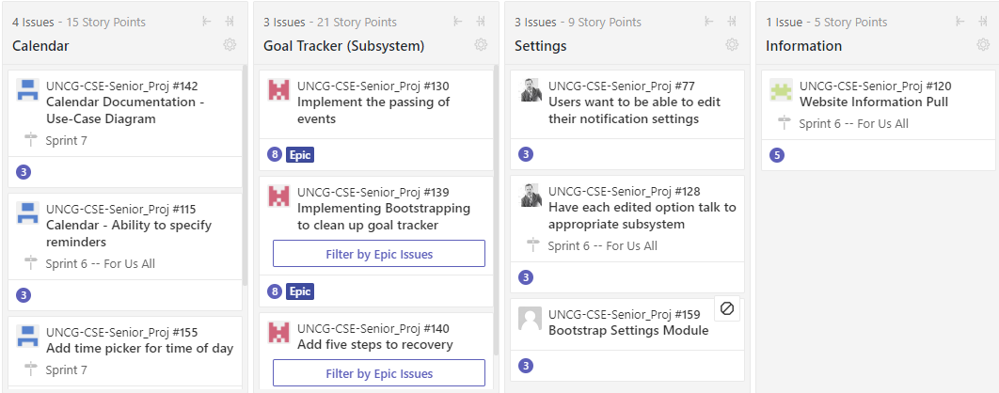 4 Issues - 15 Story Points
Calendar
UNCG-CSE-Senior_Proj #142
Calendar Documentation -
Use-Case Diagram
Sprint 7
3
UNCG-CSE-Senior_Proj #115
Calendar - Ability to specify
reminders
Sprint 6 -- For Us All
3
UNCG-CSE-Senior_Proj #155
Add time picker for time of day
Sprint 7
3 Issues - 21 Story Points
Goal Tracker (Subsystem)
UNCG-CSE-Senior_Proj #130
Implement the passing of
events
8 Epic
UNCG-CSE-Senior_Proj #139
Implementing Bootstrapping
to clean up goal tracker
Filter by Epic Issues
8 Epic
UNCG-CSE-Senior_Proj #140
Add five steps to recovery
Filter by Epic Issues
3 Issues - 9 Story Points
Settings
UNCG-CSE-Senior_Proj #77
Users want to be able to edit
their notification settings
3
UNCG-CSE-Senior_Proj #128
Have each edited option talk to
appropriate subsystem
Sprint 6 -- For Us All
3
UNCG-CSE-Senior_Proj #159
Bootstrap Settings Module
3
1 Issue - 5 Story Points
Information
UNCG-CSE-Senior_Proj #120
Website Information Pull
Sprint 6 -- For Us All
5